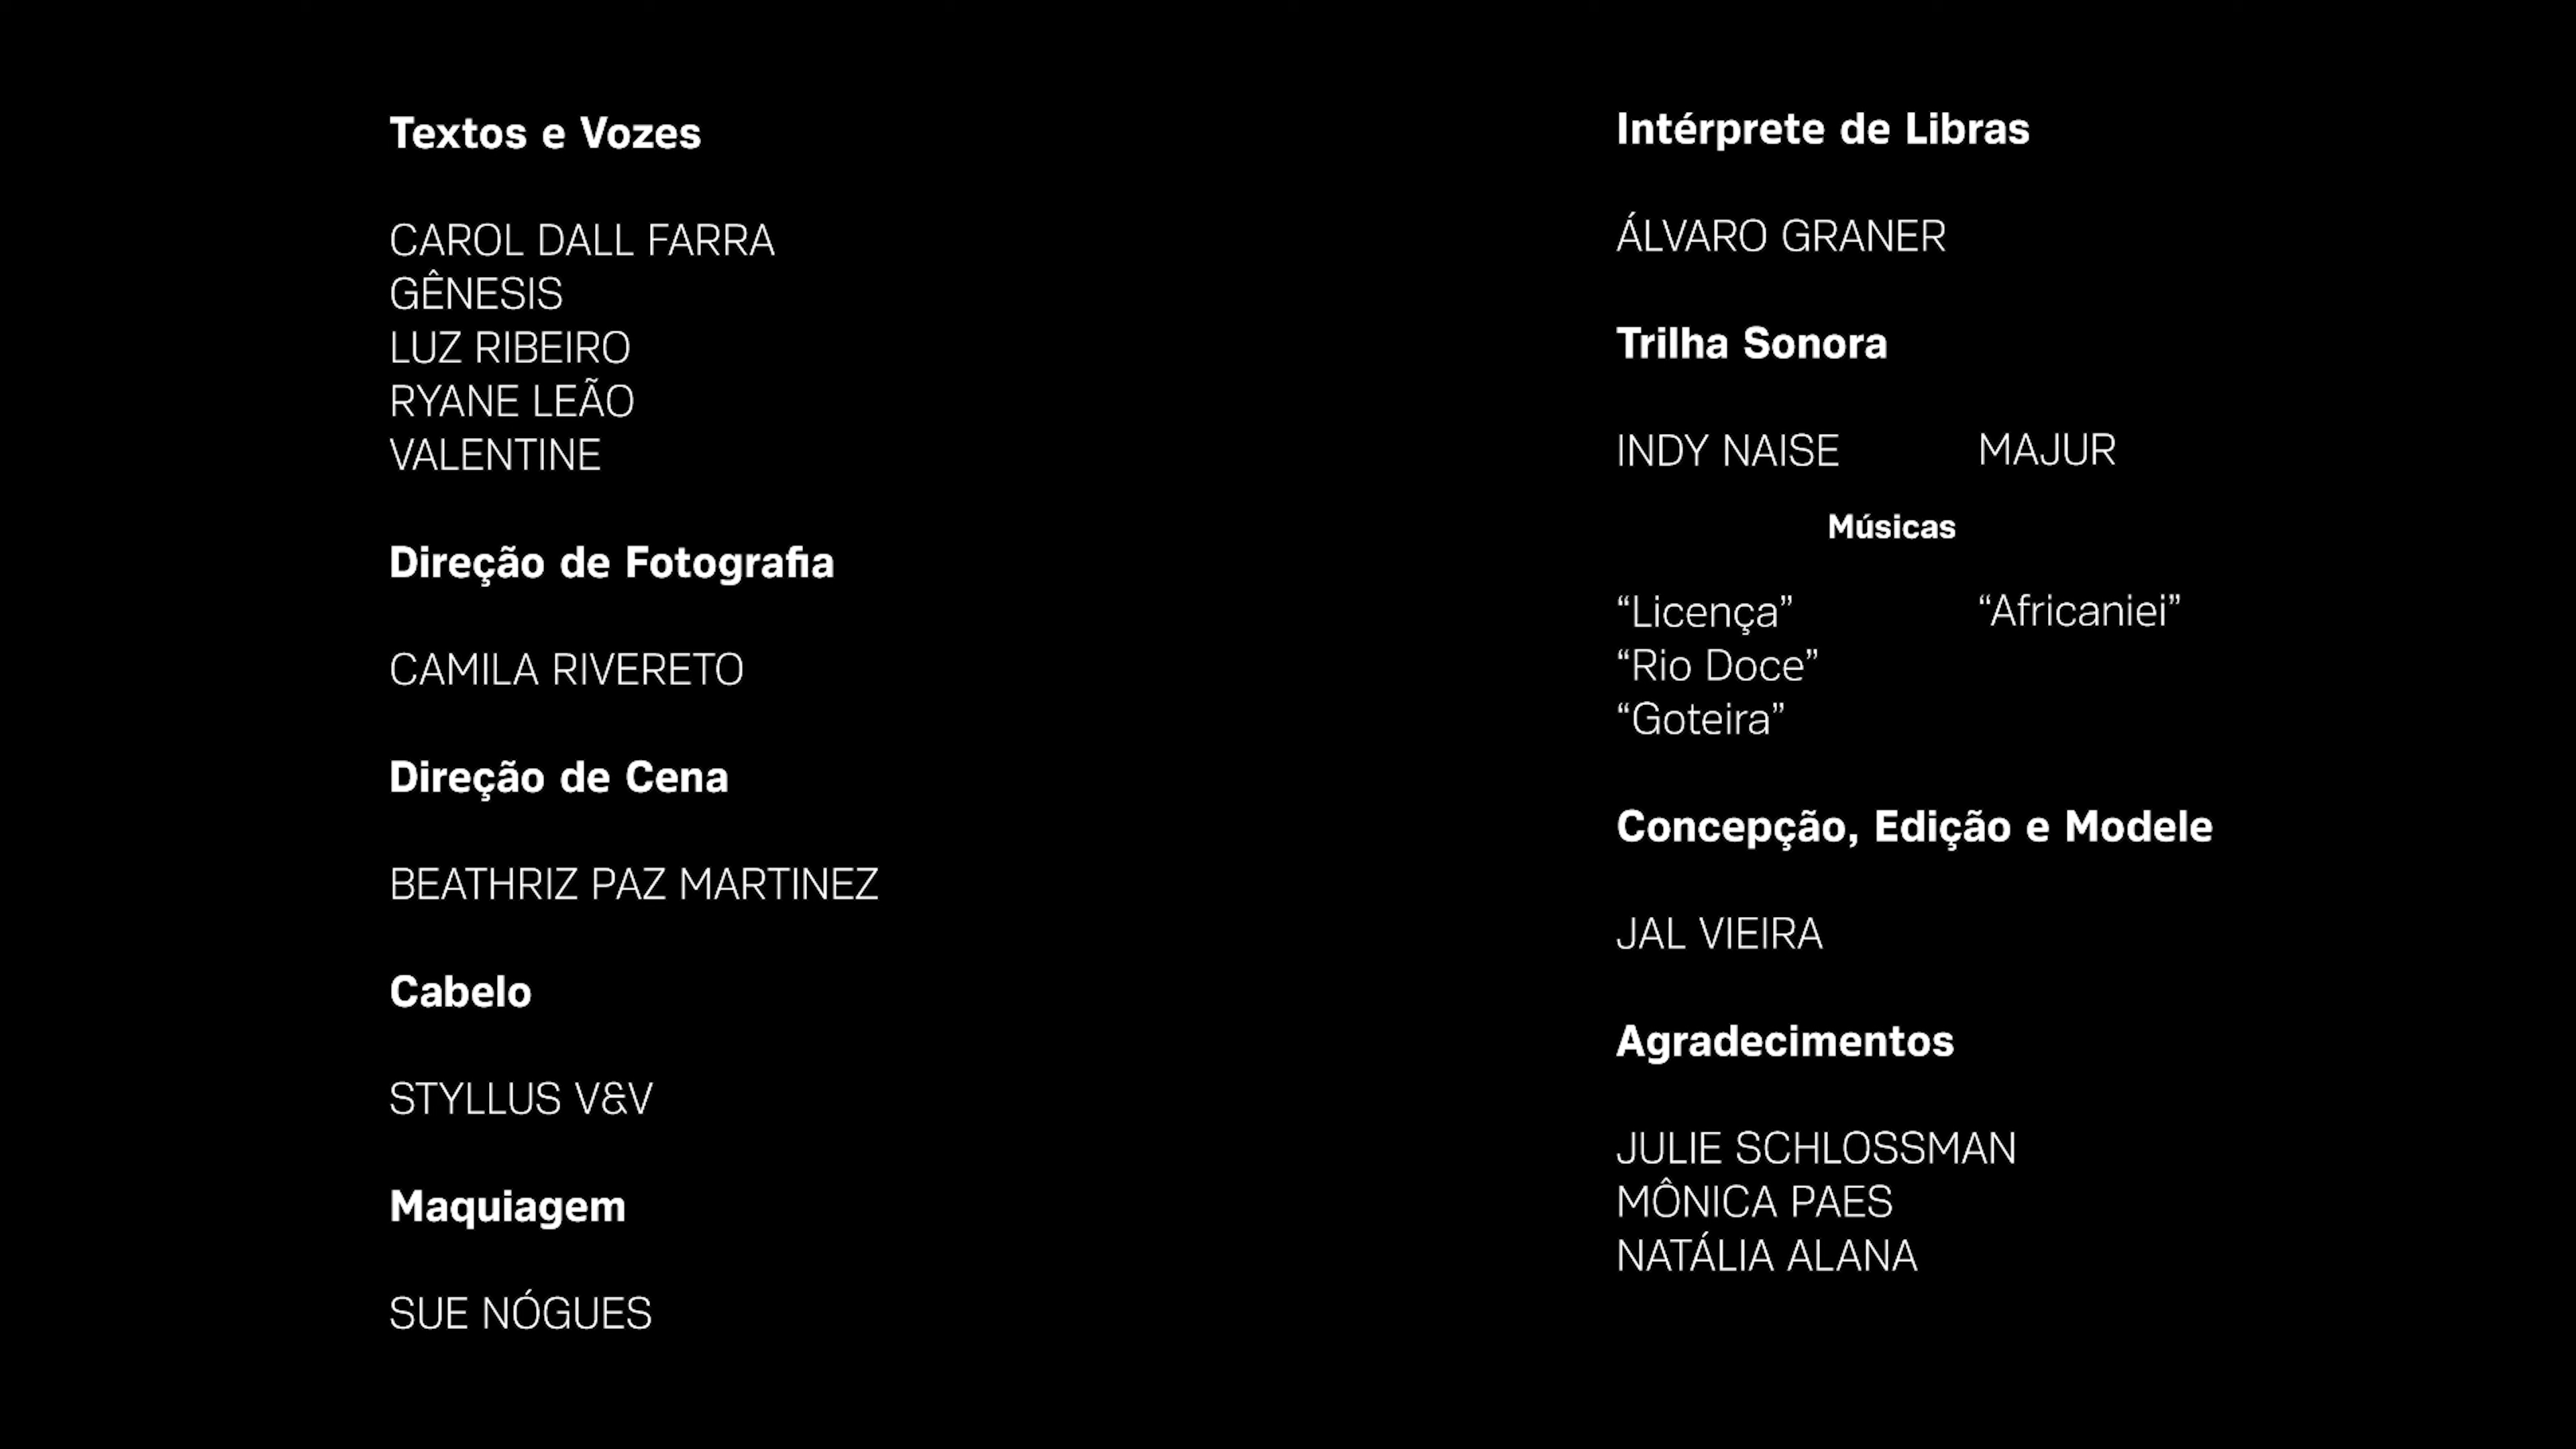 Textos e Vozes
CAROL DALL FARRA
GÊNESIS
LUZ RIBEIRO
RYANE LEÃO
VALENTINE
Direção de Fotografia
CAMILA RIVERETO
Direção de Cena
BEATHRIZ PAZ MARTINEZ
Cabelo
STYLLUS V&V
Maquiagem
SUE NÓGUES
Intérprete de Libras
ÁLVARO GRANER
Trilha Sonora
INDY NAISE MAJUR
Músicas
“Licença” “Africaniei”
“Rio Doce”
“Goteira”
Concepção, Edição e Modele
JAL VIEIRA
Agradecimentos
JULIE SCHLOSSMAN
MÔNICA PAES
NATÁLIA ALANA